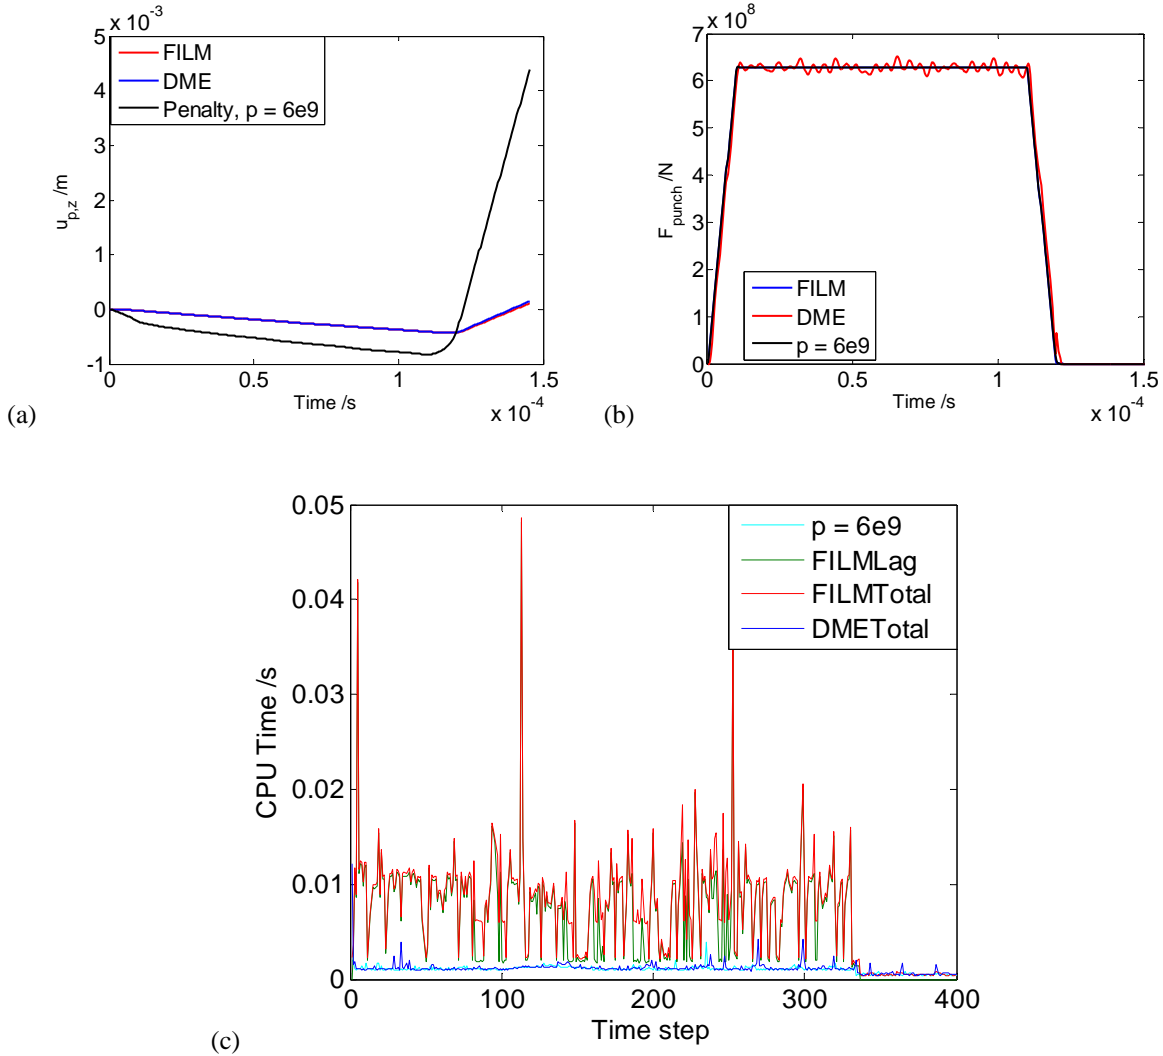 x 10^-3
5
4
3
2
1
0
-1
u_p,z /m
FILM
DME
Penalty, p = 6e9
0
0.5
1
1.5
Time /s
x 10^-4
(a)
x 10^8
7
6
5
4
3
2
1
0
F_punch /N
FILM
DME
p = 6e9
0
0.5
1
1.5
Time /s
x 10^-4
(b)
0.05
0.04
0.03
0.02
0.01
0
CPU Time /s
p = 6e9
FILMLag
FILMTotal
DMETotal
0
100
200
300
400
Time step
(c)